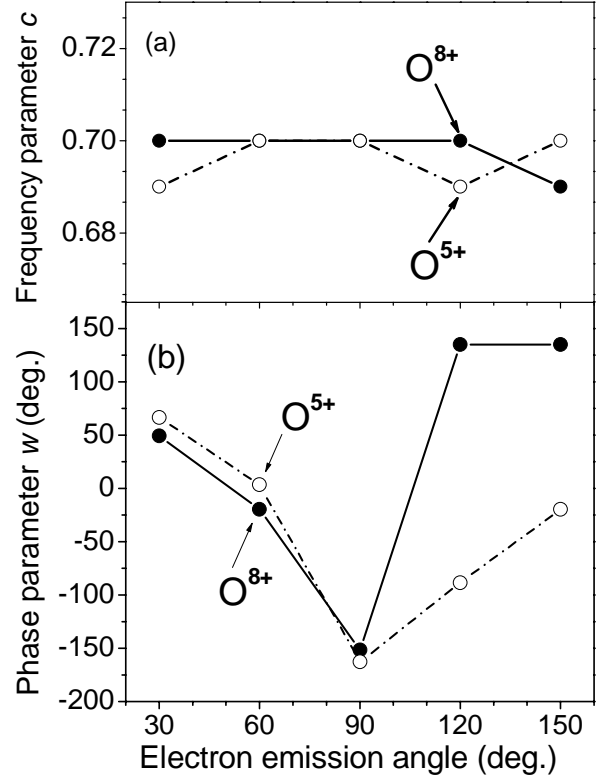 Frequency parameter c
0.72
0.70
0.68
(a)
O8+
O5+
Phase parameter w (deg.)
150
100
50
0
-50
-100
-150
-200
(b)
O5+
O8+
30 60 90 120 150
Electron emission angle (deg.)